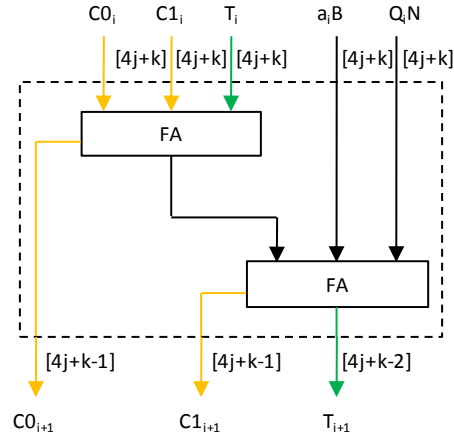 C0ᵢ C1ᵢ Tᵢ aᵢB QᵢN
[4j+k] [4j+k] [4j+k] [4j+k] [4j+k]
FA
FA
[4j+k-1] [4j+k-1] [4j+k-2]
C0ᵢ₊₁ C1ᵢ₊₁ Tᵢ₊₁